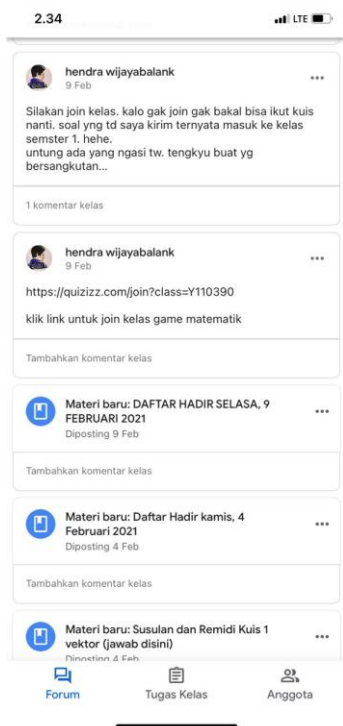 2.34
LTE
hendra wijayabalank
9 Feb
Silakan join kelas. kalo gak join gak bakal bisa ikut kuis
nanti. soal yng td saya kirim ternyata masuk ke kelas
semster 1. hehe.
untung ada yang ngasi tw. tengkyu buat yg
bersangkutan...
1 komentar kelas
hendra wijayabalank
9 Feb
https://quizizz.com/join?class=Y110390
klik link untuk join kelas game matematik
Tambahkan komentar kelas
Materi baru: DAFTAR HADIR SELASA, 9
FEBRUARI 2021
Diposting 9 Feb
Tambahkan komentar kelas
Materi baru: Daftar Hadir kamis, 4
Februari 2021
Diposting 4 Feb
Tambahkan komentar kelas
Materi baru: Susulan dan Remidi Kuis 1
vektor (jawab disini)
Diposting 4 Feb
Forum
Tugas Kelas
Anggota